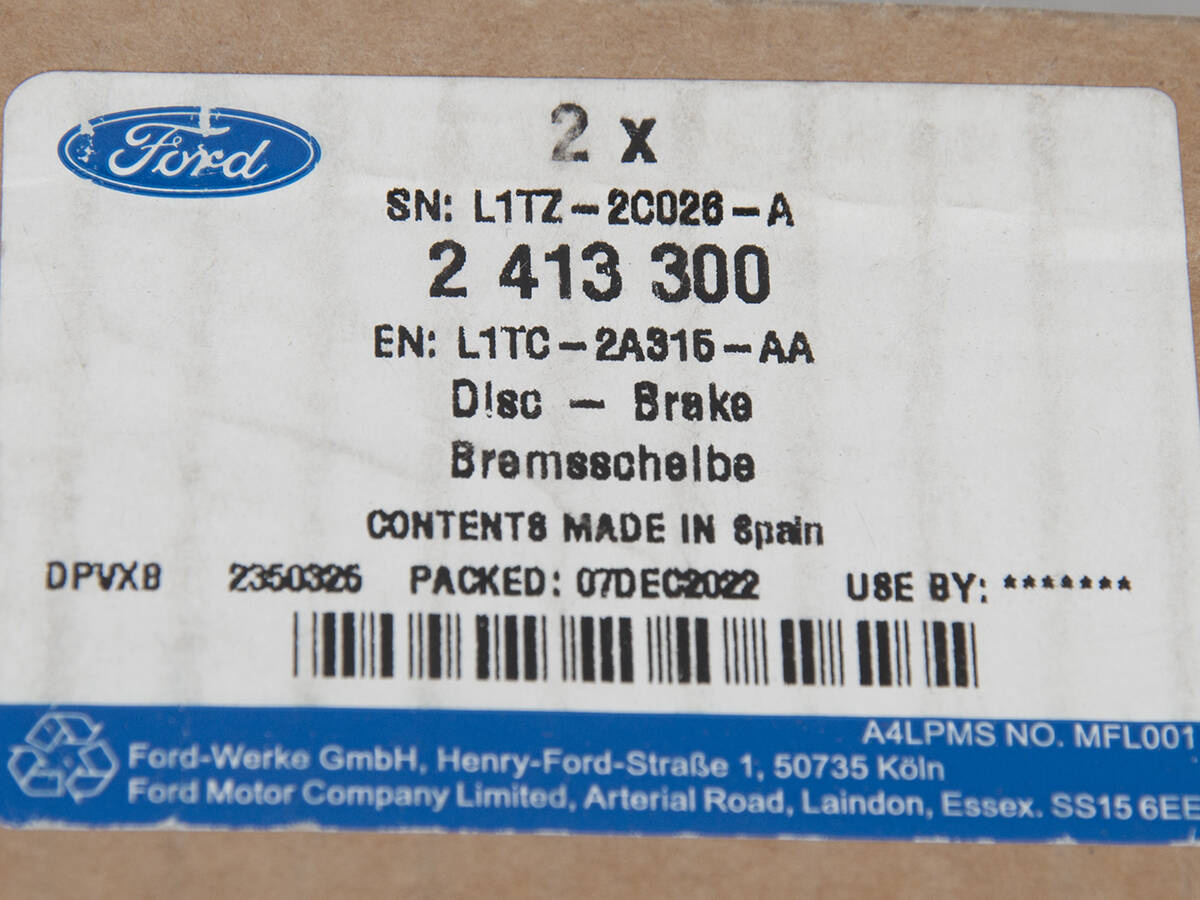 Ford
2 x
SN: L1TZ-2C026-A
2 413 300
EN: L1TC-2A315-AA
Disc - Brake
Bremsscheibe
CONTENTS MADE IN Spain
DPVXB 2350326 PACKED: 07DEC2022 USE BY: *******
A4LPMS NO. MFL001
Ford-Werke GmbH, Henry-Ford-Straße 1, 50735 Köln
Ford Motor Company Limited, Arterial Road, Laindon, Essex. SS15 6EE